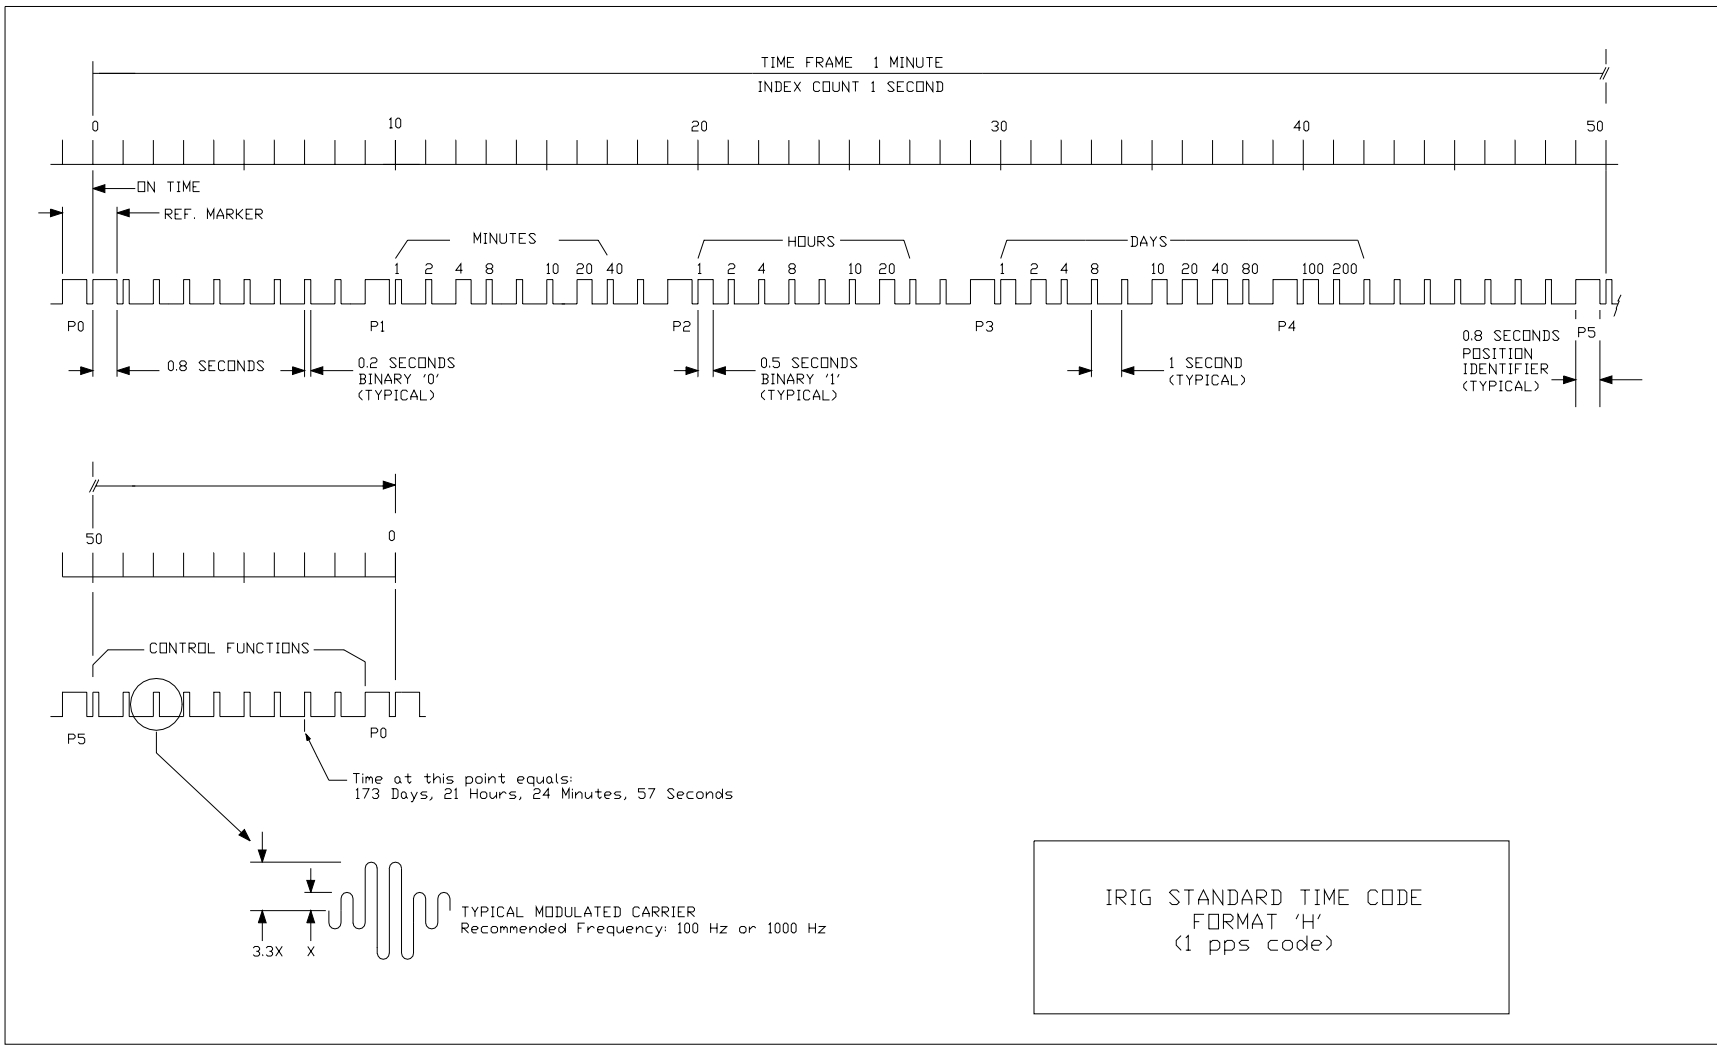 TIME FRAME 1 MINUTE
INDEX COUNT 1 SECOND
0 10 20 30 40 50
ON TIME
REF. MARKER
MINUTES HOURS DAYS
1 2 4 8 10 20 40 1 2 4 8 10 20 1 2 4 8 10 20 40 80 100 200
P0 P1 P2 P3 P4 P5
0.8 SECONDS
0.2 SECONDS
BINARY '0'
(TYPICAL)
0.5 SECONDS
BINARY '1'
(TYPICAL)
1 SECOND
(TYPICAL)
0.8 SECONDS
POSITION
IDENTIFIER
(TYPICAL)
50 0
CONTROL FUNCTIONS
P5 P0
Time at this point equals:
173 Days, 21 Hours, 24 Minutes, 57 Seconds
TYPICAL MODULATED CARRIER
Recommended Frequency: 100 Hz or 1000 Hz
3.3X X
IRIG STANDARD TIME CODE
FORMAT 'H'
(1 pps code)